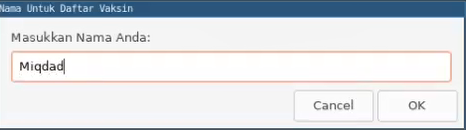 Nama Untuk Daftar Vaksin
Masukkan Nama Anda:
Miqdad
Cancel OK